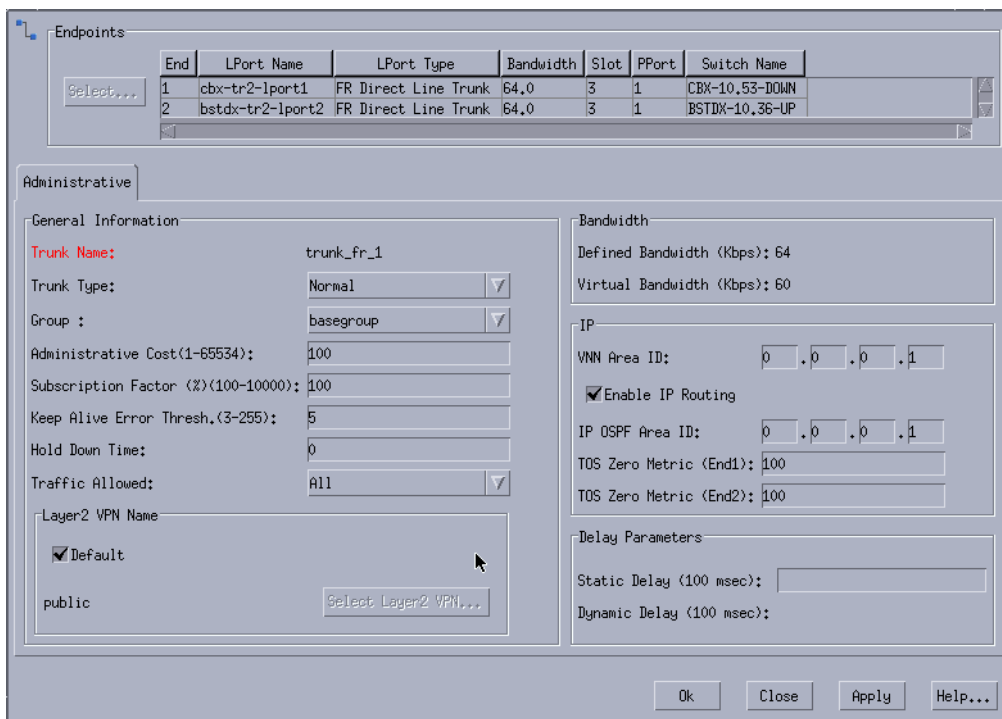 Endpoints
End LPort Name LPort Type Bandwidth Slot PPort Switch Name
Select...
1 cbx-tr2-lport1 FR Direct Line Trunk 64.0 3 1 CBX-10.53-DOWN
2 bstdx-tr2-lport2 FR Direct Line Trunk 64.0 3 1 BSTDX-10.36-UP
Administrative
General Information
Trunk Name: trunk_fr_1
Trunk Type: Normal
Group : basegroup
Administrative Cost(1-65534): 100
Subscription Factor (%)(100-10000): 100
Keep Alive Error Thresh.(3-255): 5
Hold Down Time: 0
Traffic Allowed: All
Layer2 VPN Name
Default
public Select Layer2 VPN...
Bandwidth
Defined Bandwidth (Kbps): 64
Virtual Bandwidth (Kbps): 60
IP
VNN Area ID: 0 . 0 . 0 . 1
Enable IP Routing
IP OSPF Area ID: 0 . 0 . 0 . 1
TOS Zero Metric (End1): 100
TOS Zero Metric (End2): 100
Delay Parameters
Static Delay (100 msec):
Dynamic Delay (100 msec):
Ok Close Apply Help...